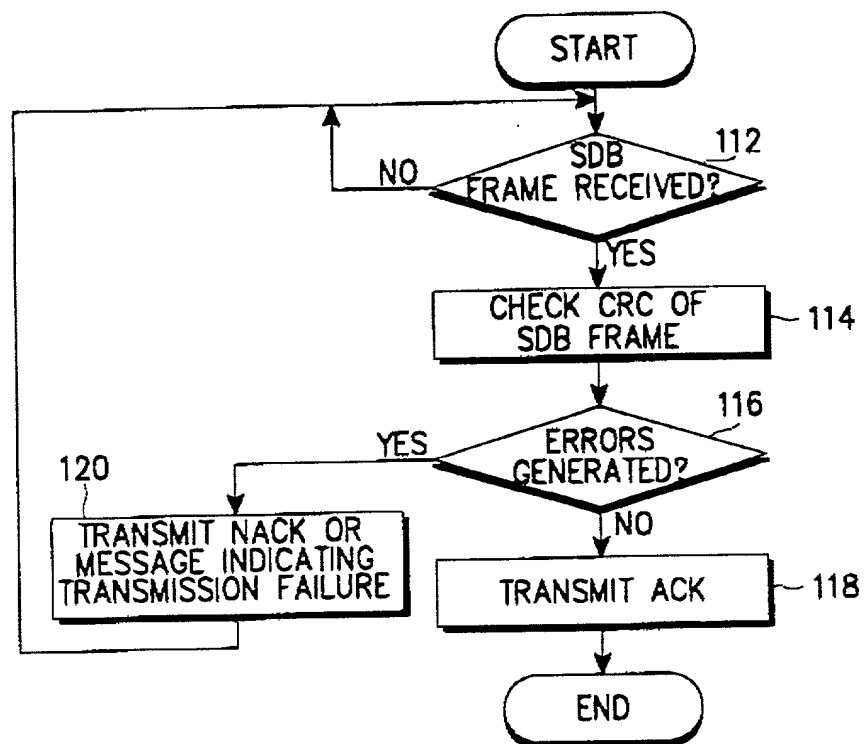 START
112
SDB
FRAME RECEIVED?
NO
YES
CHECK CRC OF
SDB FRAME
114
116
ERRORS
GENERATED?
YES
NO
120
TRANSMIT NACK OR
MESSAGE INDICATING
TRANSMISSION FAILURE
TRANSMIT ACK
118
END